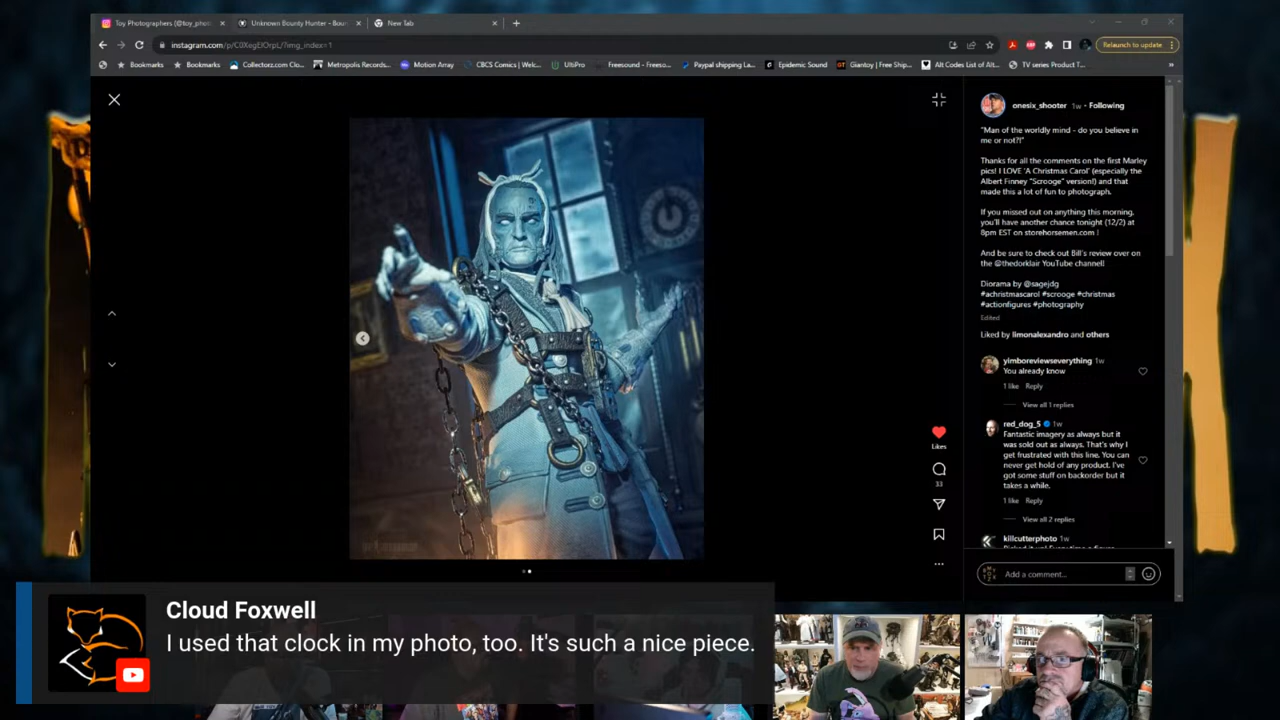 Toy Photographers (@toy_phot
Unknown Bounty Hunter - Boun
New Tab
instagram.com/p/C0XogEIOrpL/?img_index=1
Relaunch to update
Bookmarks
Bookmarks
Collectorz.com Clo...
Metropolis Records...
Motion Array
CBCS Comics | Welc...
UltiPro
Freesound - Freeso...
Paypal shipping La...
Epidemic Sound
Giantoy | Free Ship...
Alt Codes List of Alt...
TV series Product T...
onesix_shooter 1w • Following
"Man of the worldly mind - do you believe in
me or not?!"
Thanks for all the comments on the first Marley
pics! I LOVE 'A Christmas Carol' (especially the
Albert Finney "Scrooge" version!) and that
made this a lot of fun to photograph.
If you missed out on anything this morning,
you'll have another chance tonight (12/2) at
8pm EST on storehorsemen.com !
And be sure to check out Bill's review over on
the @thedorklair YouTube channel!
Diorama by @sagejdg
#achristmascarol #scrooge #christmas
#actionfigures #photography
Edited
Liked by limonalexandro and others
yimboreviewseverything 1w
You already know
1 like Reply
View all 1 replies
red_dog_5 1w
Fantastic imagery as always but it
was sold out as always. That's why I
get frustrated with this line. You can
never get hold of any product. I've
got some stuff on backorder but it
takes a while.
1 like Reply
View all 2 replies
killcutterphoto 1w
Likes
33
Add a comment...
Cloud Foxwell
I used that clock in my photo, too. It's such a nice piece.